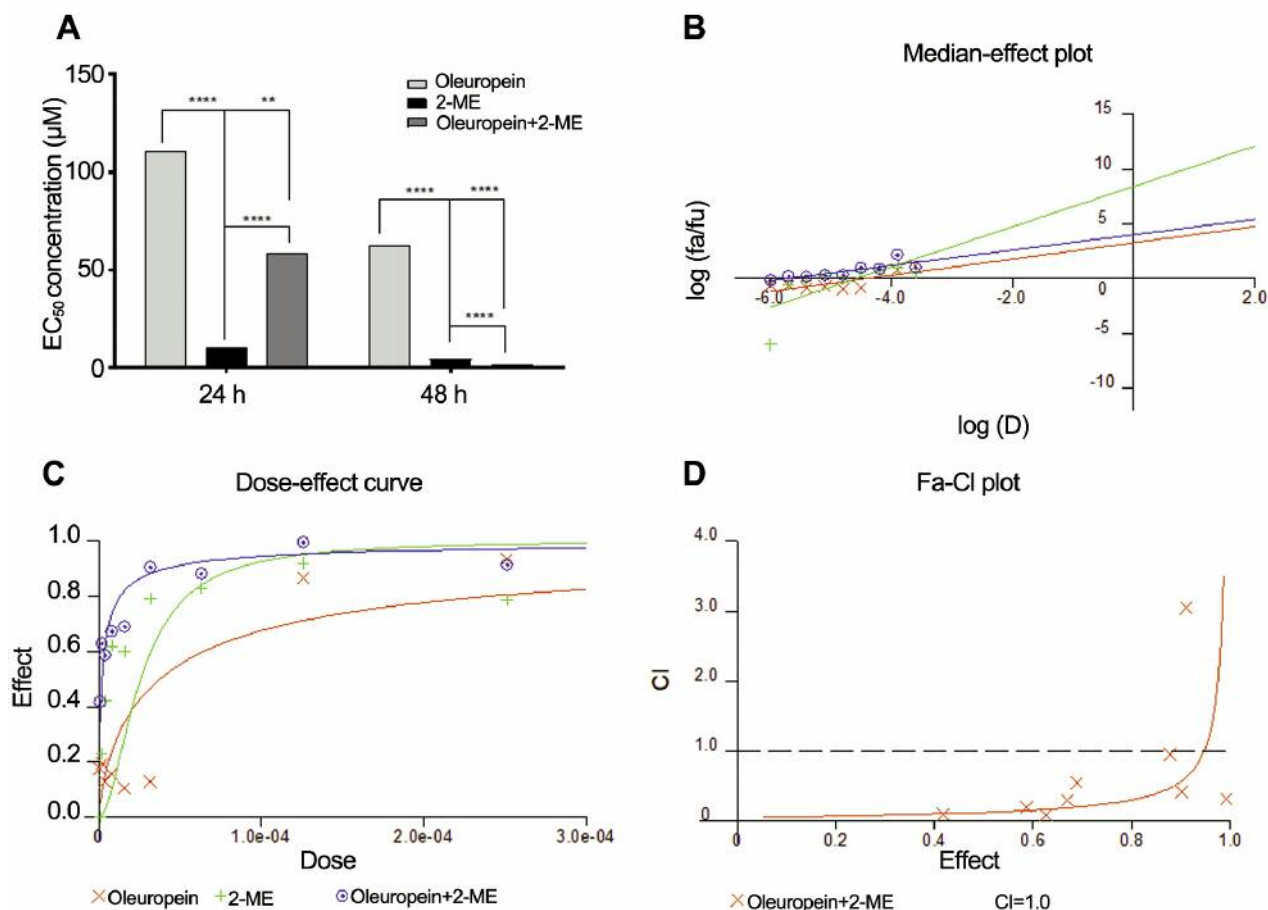 A
150
100
50
0
EC50 concentration (µM)
Oleuropein
2-ME
Oleuropein+2-ME
**** **
****
**** ****
****
24 h 48 h
B
Median-effect plot
15
10
5
0
-5
-10
-6.0 -4.0 -2.0 2.0
log (fa/fu)
log (D)
C
Dose-effect curve
1.0
0.8
0.6
0.4
0.2
0.0
Effect
0 1.0e-04 2.0e-04 3.0e-04
Dose
Oleuropein 2-ME Oleuropein+2-ME
D
Fa-CI plot
4.0
3.0
2.0
1.0
0
CI
0 0.2 0.4 0.6 0.8 1.0
Effect
Oleuropein+2-ME CI=1.0